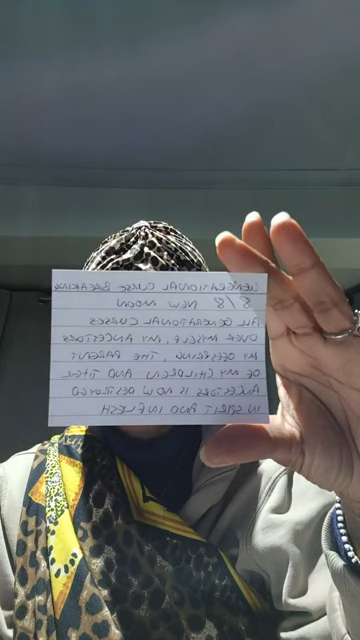 GENERATIONAL CURSE BREAKING
8/8 NEW MOON
ALL GENERATIONAL CURSES
OVER MYSELF, MY ANCESTORS
MY OFFSPRING, THE PARENT
OF MY CHILDREN AND THEIR
ANCESTORS IS NOW DESTROYED
IN SPIRIT AND IN FLESH